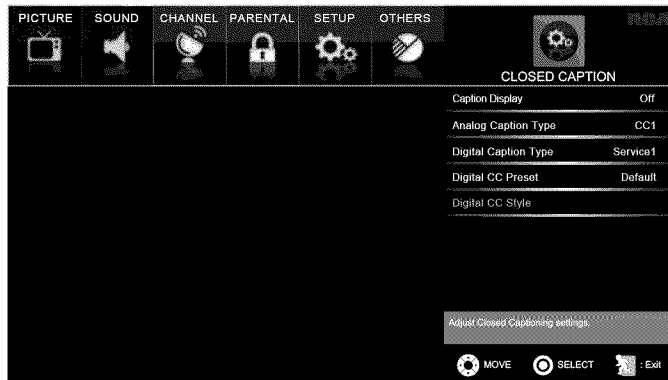 PICTURE SOUND CHANNEL PARENTAL SETUP OTHERS
RCA
CLOSED CAPTION
Caption Display Off
Analog Caption Type CC1
Digital Caption Type Service1
Digital CC Preset Default
Digital CC Style
Adjust Closed Captioning settings.
MOVE SELECT : Exit